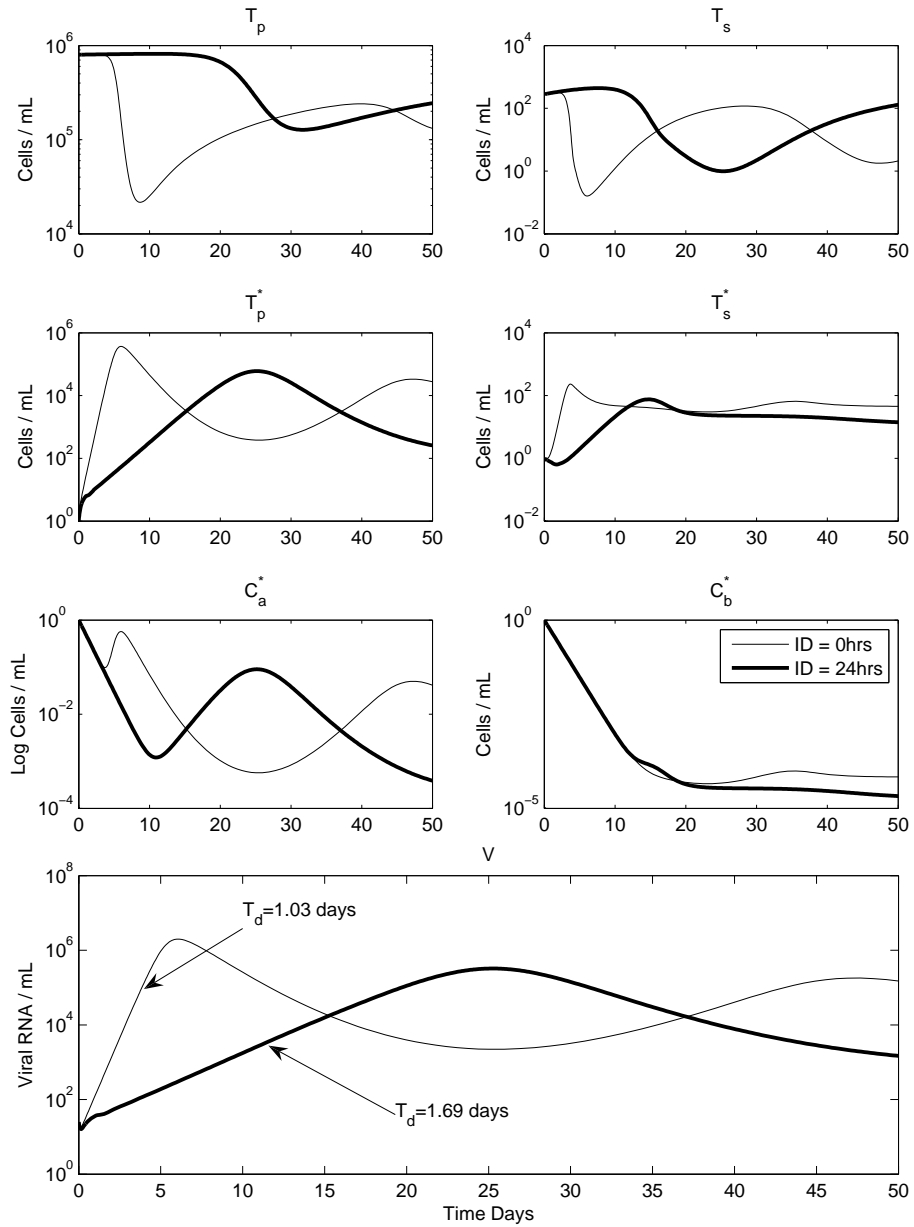 T_p
T_s
10^6
10^5
10^4
Cells / mL
0 10 20 30 40 50
10^4
10^2
10^0
10^-2
Cells / mL
0 10 20 30 40 50
T_p^*
T_s^*
10^6
10^4
10^2
10^0
Cells / mL
0 10 20 30 40 50
10^4
10^2
10^0
10^-2
Cells / mL
0 10 20 30 40 50
C_a^*
C_b^*
10^0
10^-2
10^-4
Log Cells / mL
0 10 20 30 40 50
10^0
10^-5
Cells / mL
ID = 0hrs
ID = 24hrs
0 10 20 30 40 50
V
10^8
10^6
10^4
10^2
10^0
Viral RNA / mL
T_d=1.03 days
T_d=1.69 days
0 5 10 15 20 25 30 35 40 45 50
Time Days